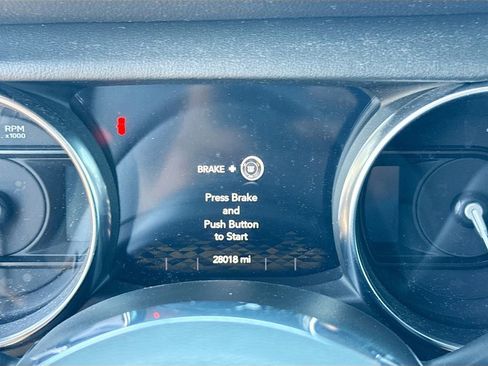 RPM
x1000
BRAKE +
Press Brake
and
Push Button
to Start
28018 mi